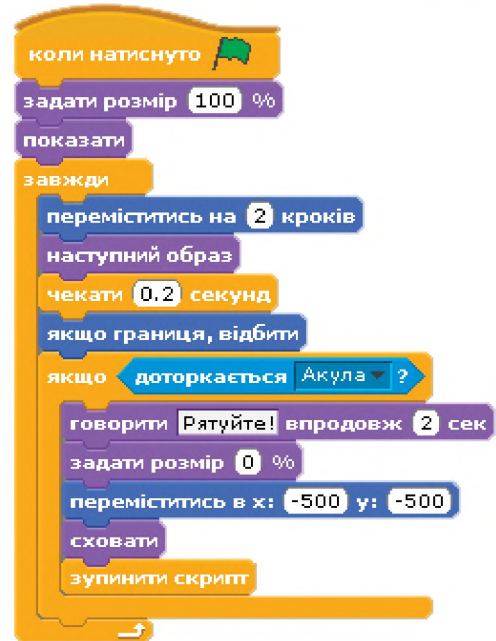 коли натиснуто
задати розмір 100 %
показати
завжди
переміститись на 2 кроків
наступний образ
чекати 0.2 секунд
якщо границя, відбити
якщо доторкається Акула ?
говорити Рятуйте! впродовж 2 сек
задати розмір 0 %
переміститись в x: -500 y: -500
сховати
зупинити скрипт